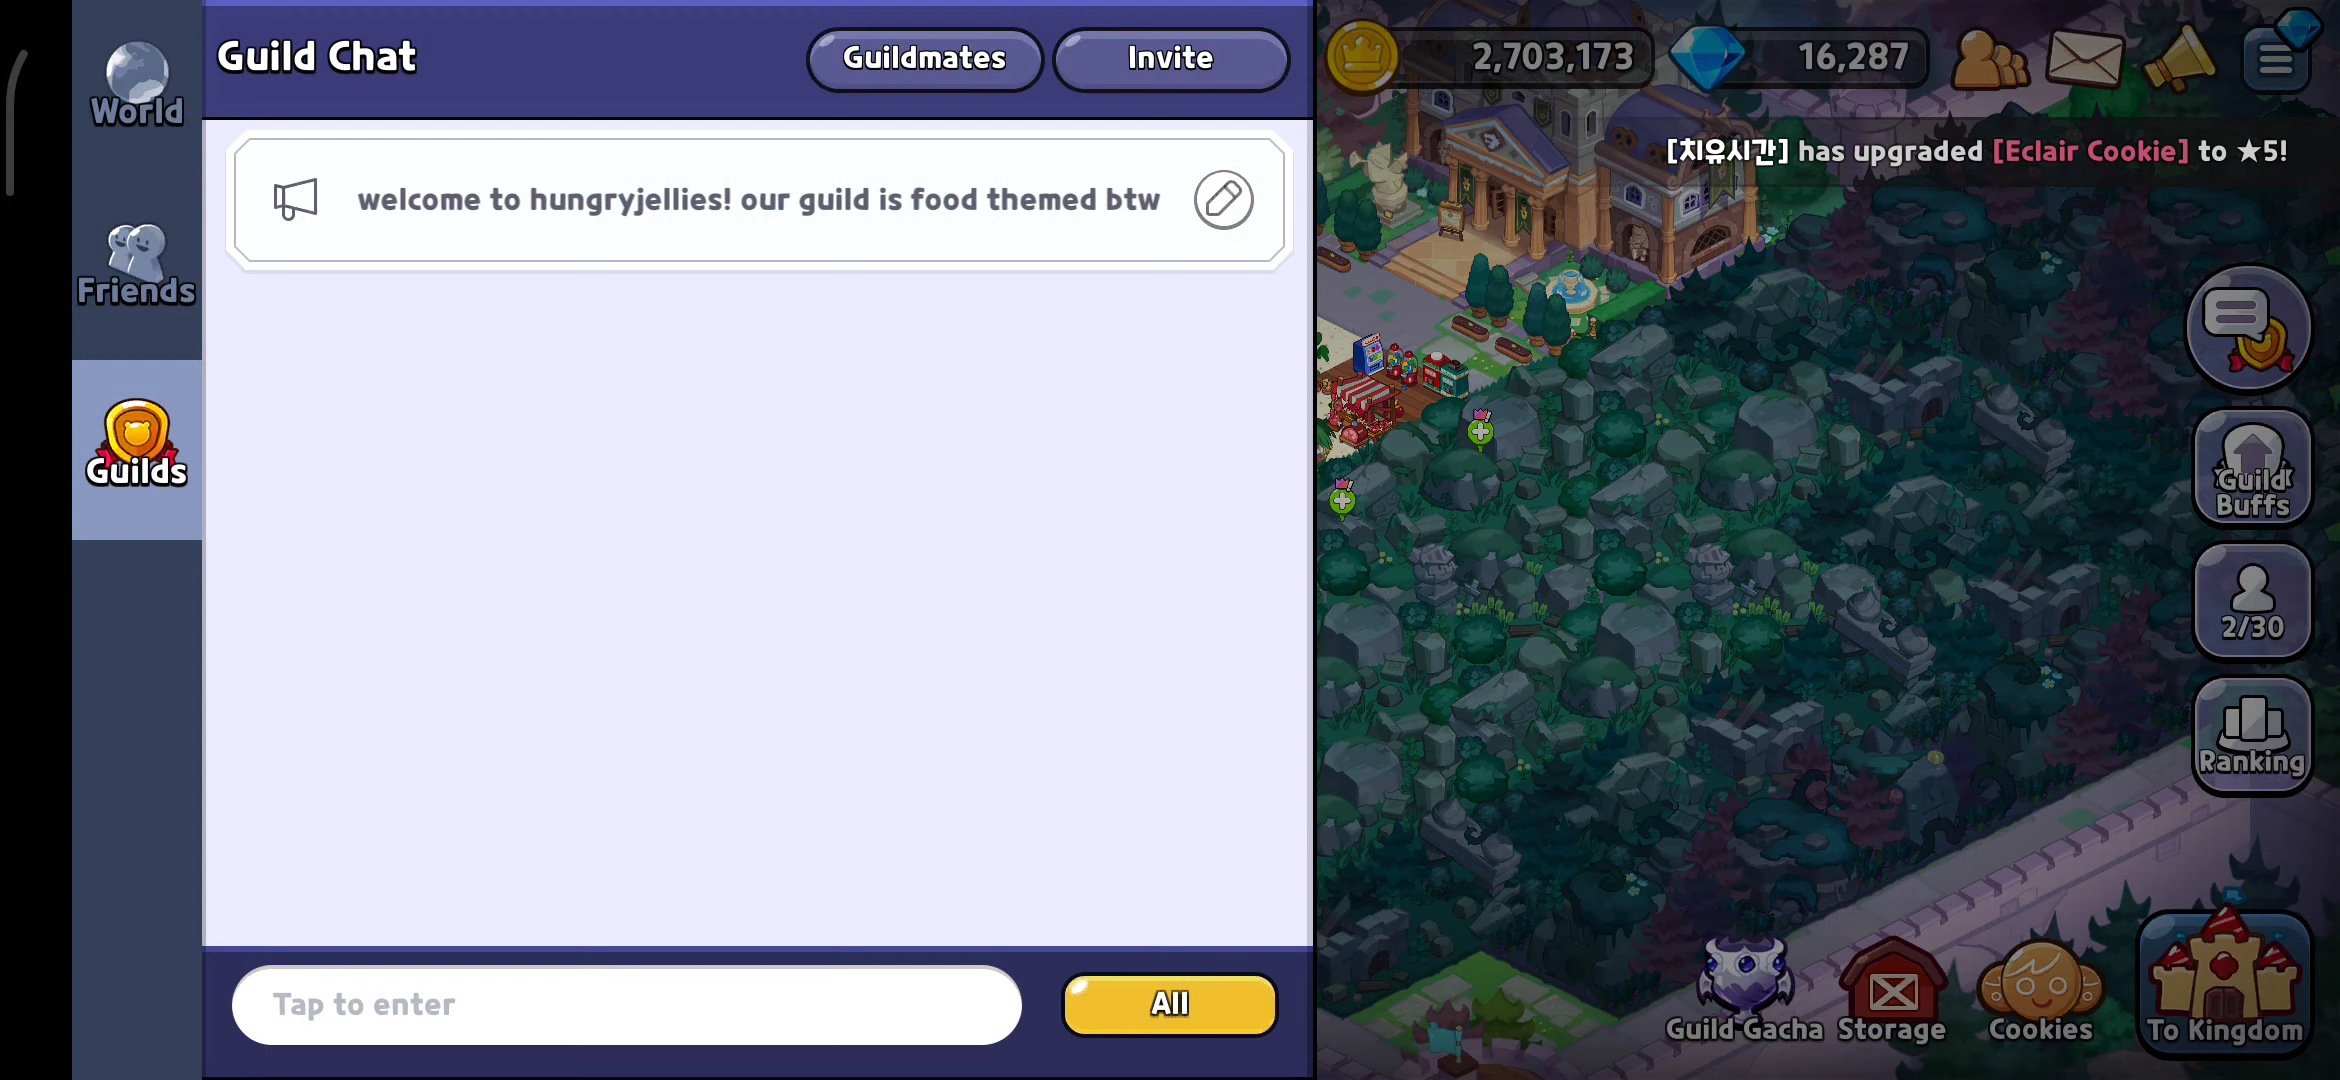 World
Friends
Guilds
Guild Chat
Guildmates
Invite
welcome to hungryjellies! our guild is food themed btw
Tap to enter
All
2,703,173
16,287
[치유시간] has upgraded [Eclair Cookie] to ★5!
Guild
Buffs
2/30
Ranking
Guild Gacha
Storage
Cookies
To Kingdom